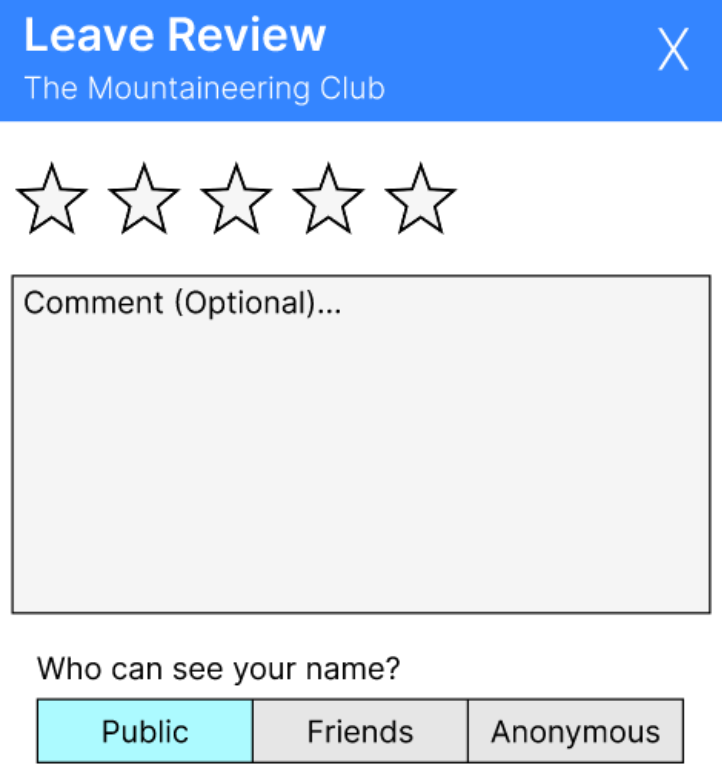 Leave Review
X
The Mountaineering Club
Comment (Optional)...
Who can see your name?
Public
Friends
Anonymous